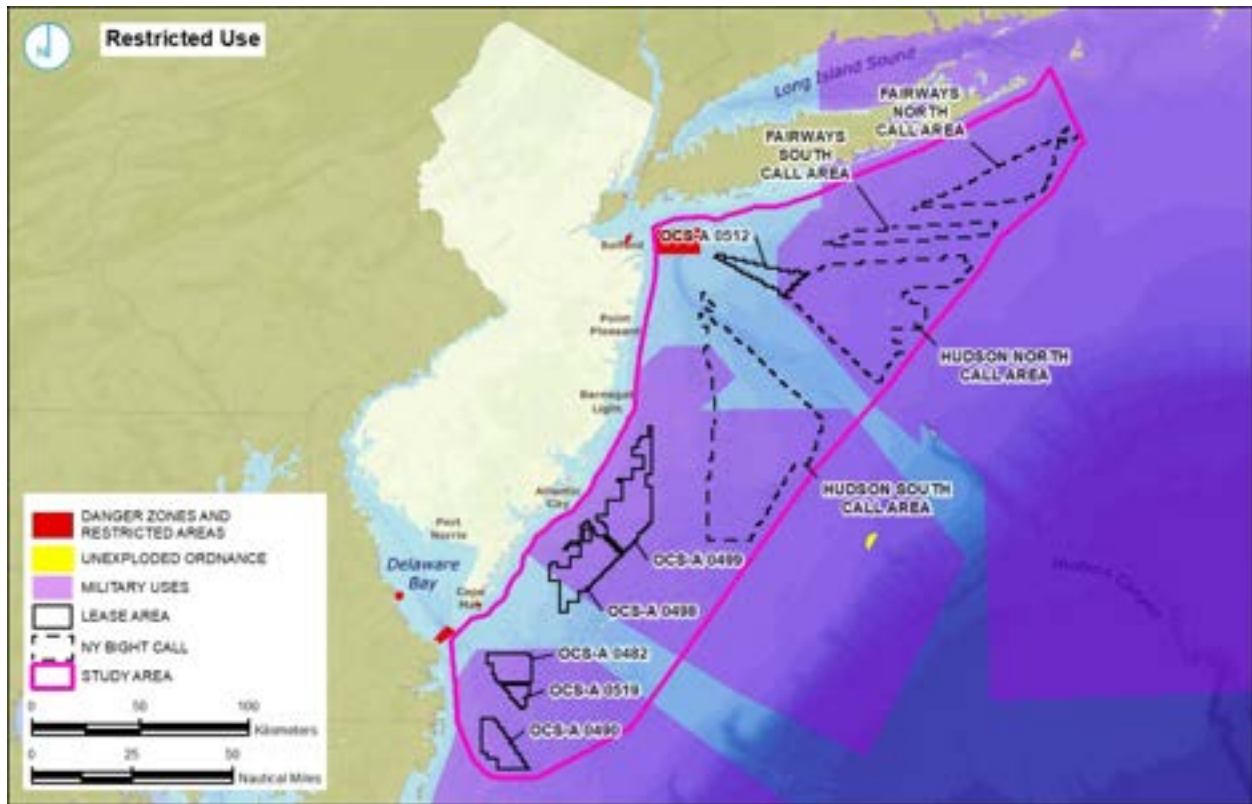 N
Restricted Use
Long Island Sound
FAIRWAYS
NORTH
CALL AREA
FAIRWAYS
SOUTH
CALL AREA
OCS-A 0512
Point
Pleasant
HUDSON NORTH
CALL AREA
Barnegat
Light
HUDSON SOUTH
CALL AREA
Atlantic
City
Port
Norris
OCS-A 0499
Delaware
Bay
Cape
May
OCS-A 0498
Hudson Canyon
OCS-A 0482
OCS-A 0519
OCS-A 0490
DANGER ZONES AND
RESTRICTED AREAS
UNEXPLODED ORDNANCE
MILITARY USES
LEASE AREA
NY BIGHT CALL
STUDY AREA
0 50 100
Kilometers
0 25 50
Nautical Miles